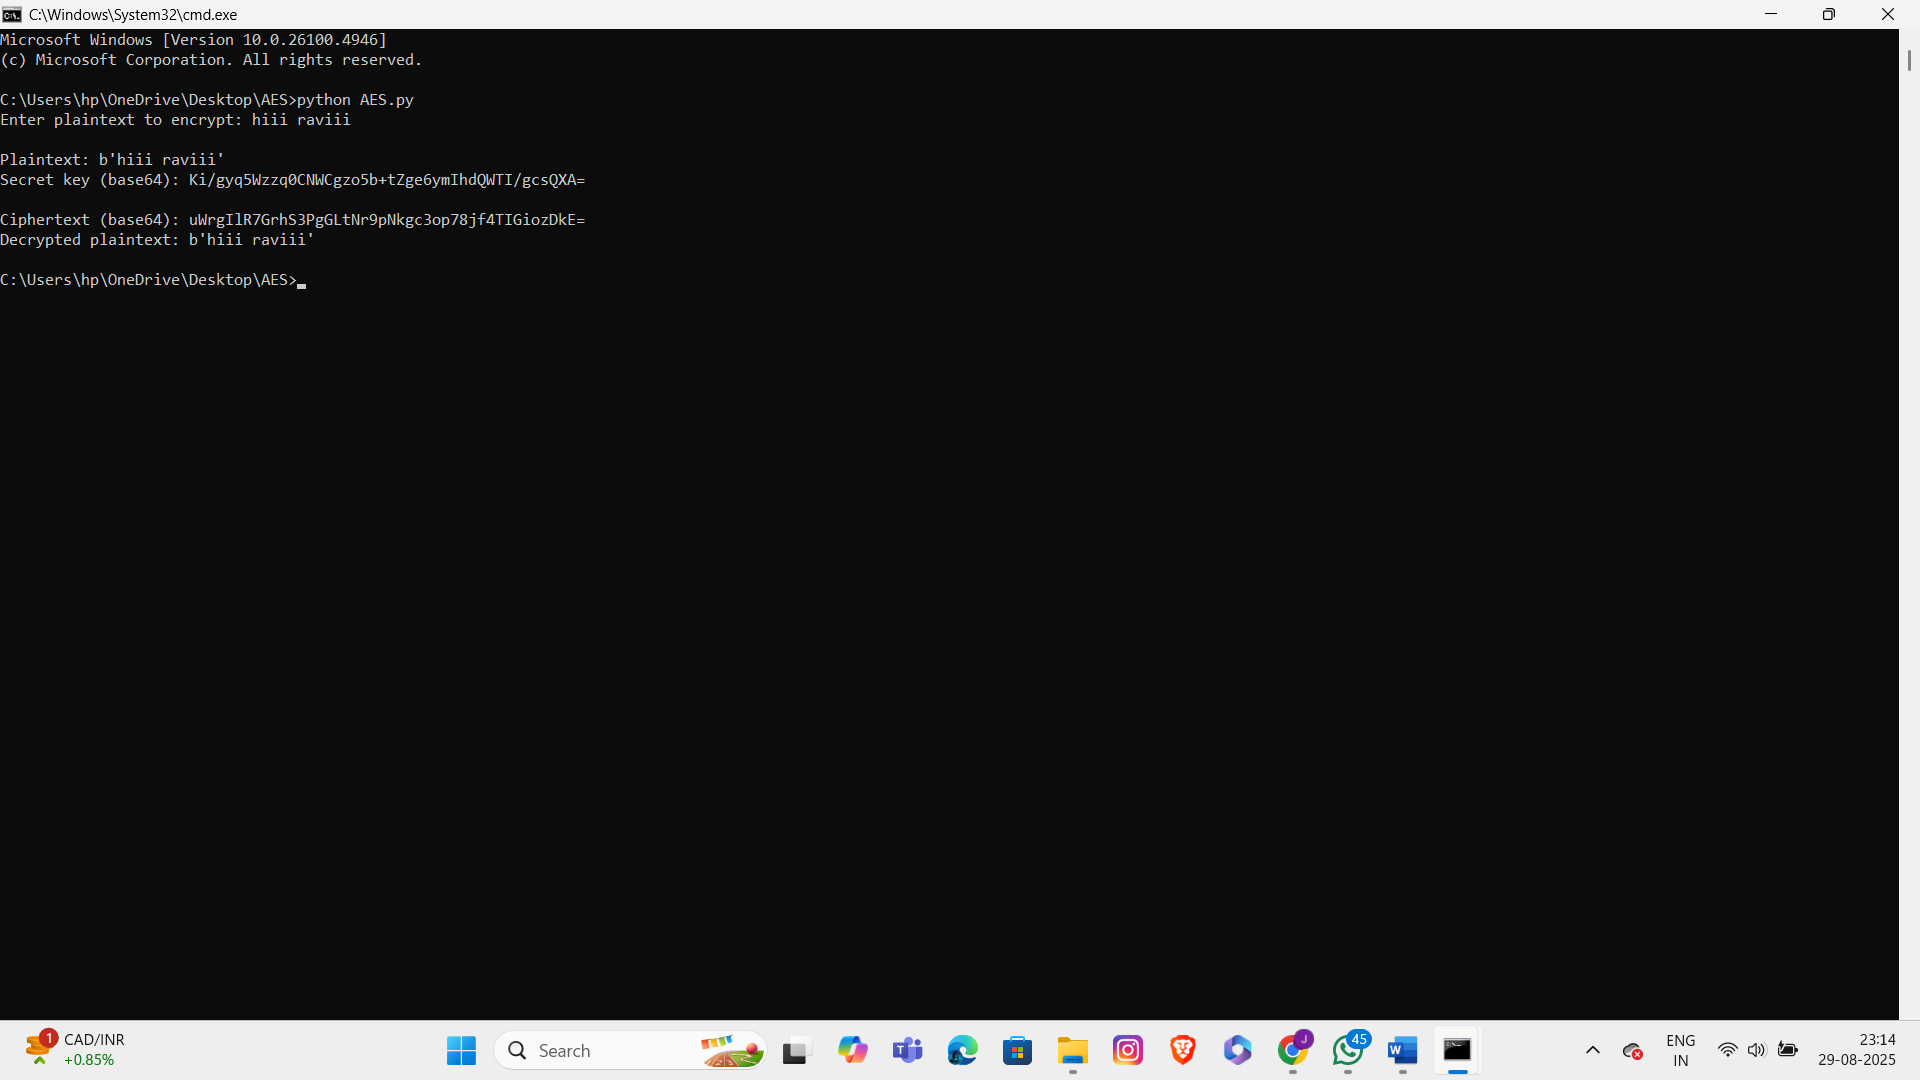 C:\Windows\System32\cmd.exe
Microsoft Windows [Version 10.0.26100.4946]
(c) Microsoft Corporation. All rights reserved.
C:\Users\hp\OneDrive\Desktop\AES>python AES.py
Enter plaintext to encrypt: hiii raviii
Plaintext: b'hiii raviii'
Secret key (base64): Ki/gyq5Wzzq0CNWCgzo5b+tZge6ymIhdQWTI/gcsQXA=
Ciphertext (base64): uWrgIlR7GrhS3PgGLtNr9pNkgc3op78jf4TIGiozDkE=
Decrypted plaintext: b'hiii raviii'
C:\Users\hp\OneDrive\Desktop\AES>
1
CAD/INR
+0.85%
Search
J
45
ENG
IN
23:14
29-08-2025